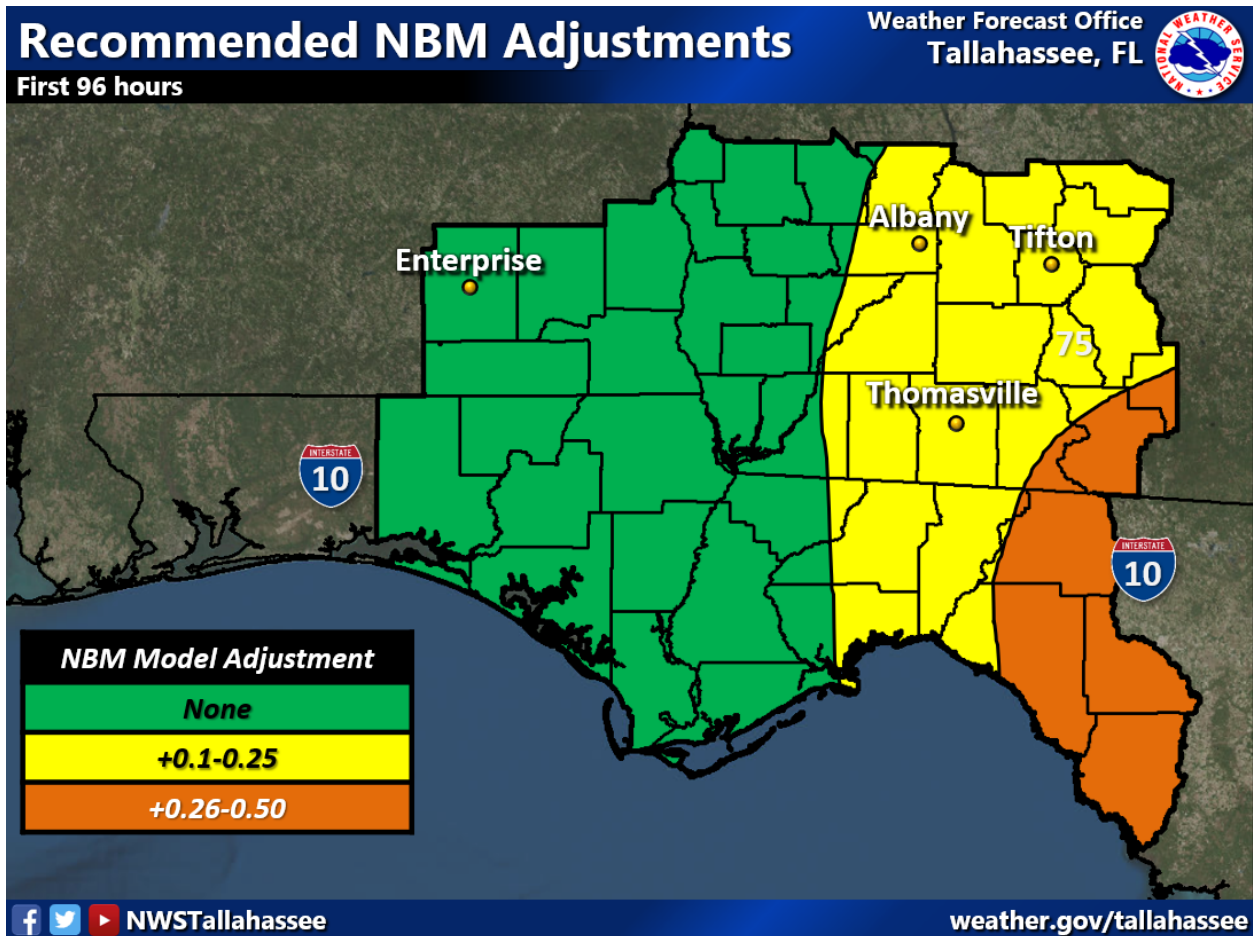 Recommended NBM Adjustments
First 96 hours
Weather Forecast Office
Tallahassee, FL
NATIONAL WEATHER SERVICE
Albany
Tifton
Enterprise
75
Thomasville
INTERSTATE
10
INTERSTATE
10
NBM Model Adjustment
None
+0.1-0.25
+0.26-0.50
NWSTallahassee
weather.gov/tallahassee